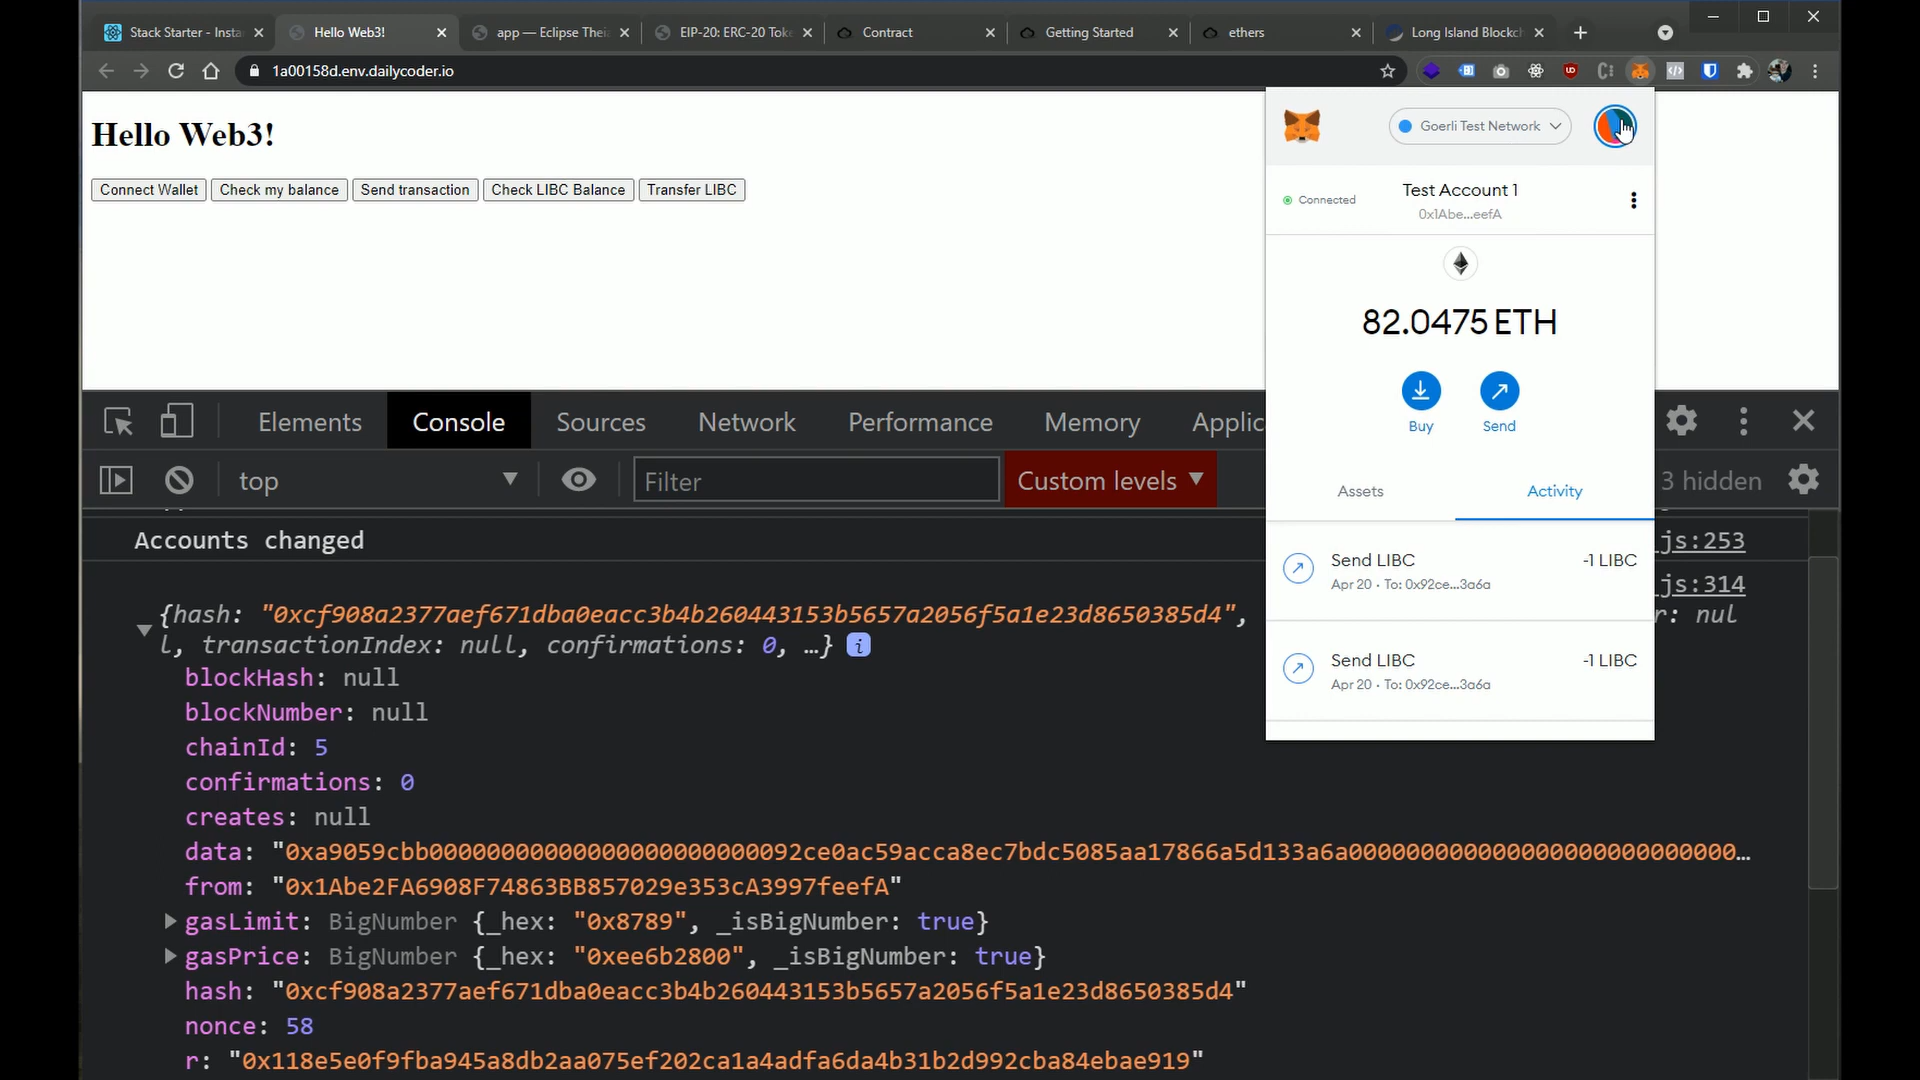 Stack Starter - Insta
Hello Web3!
app — Eclipse Thei
EIP-20: ERC-20 Tok
Contract
Getting Started
ethers
Long Island Blockc
1a00158d.env.dailycoder.io
Hello Web3!
Connect Wallet
Check my balance
Send transaction
Check LIBC Balance
Transfer LIBC
Goerli Test Network
Connected
Test Account 1
0x1Abe...eefA
82.0475 ETH
Buy
Send
Assets
Activity
Send LIBC
-1 LIBC
Apr 20 · To: 0x92ce...3a6a
Send LIBC
-1 LIBC
Apr 20 · To: 0x92ce...3a6a
Elements
Console
Sources
Network
Performance
Memory
Applic
top
Filter
Custom levels
3 hidden
Accounts changed
js:253
js:314
{hash: "0xcf908a2377aef671dba0eacc3b4b260443153b5657a2056f5a1e23d8650385d4", r: nul
l, transactionIndex: null, confirmations: 0, …}
blockHash: null
blockNumber: null
chainId: 5
confirmations: 0
creates: null
data: "0xa9059cbb00000000000000000000000092ce0ac59acca8ec7bdc5085aa17866a5d133a6a000000000000000000000000000…
from: "0x1Abe2FA6908F74863BB857029e353cA3997feefA"
gasLimit: BigNumber {_hex: "0x8789", _isBigNumber: true}
gasPrice: BigNumber {_hex: "0xee6b2800", _isBigNumber: true}
hash: "0xcf908a2377aef671dba0eacc3b4b260443153b5657a2056f5a1e23d8650385d4"
nonce: 58
r: "0x118e5e0f9fba945a8db2aa075ef202ca1a4adfa6da4b31b2d992cba84ebae919"